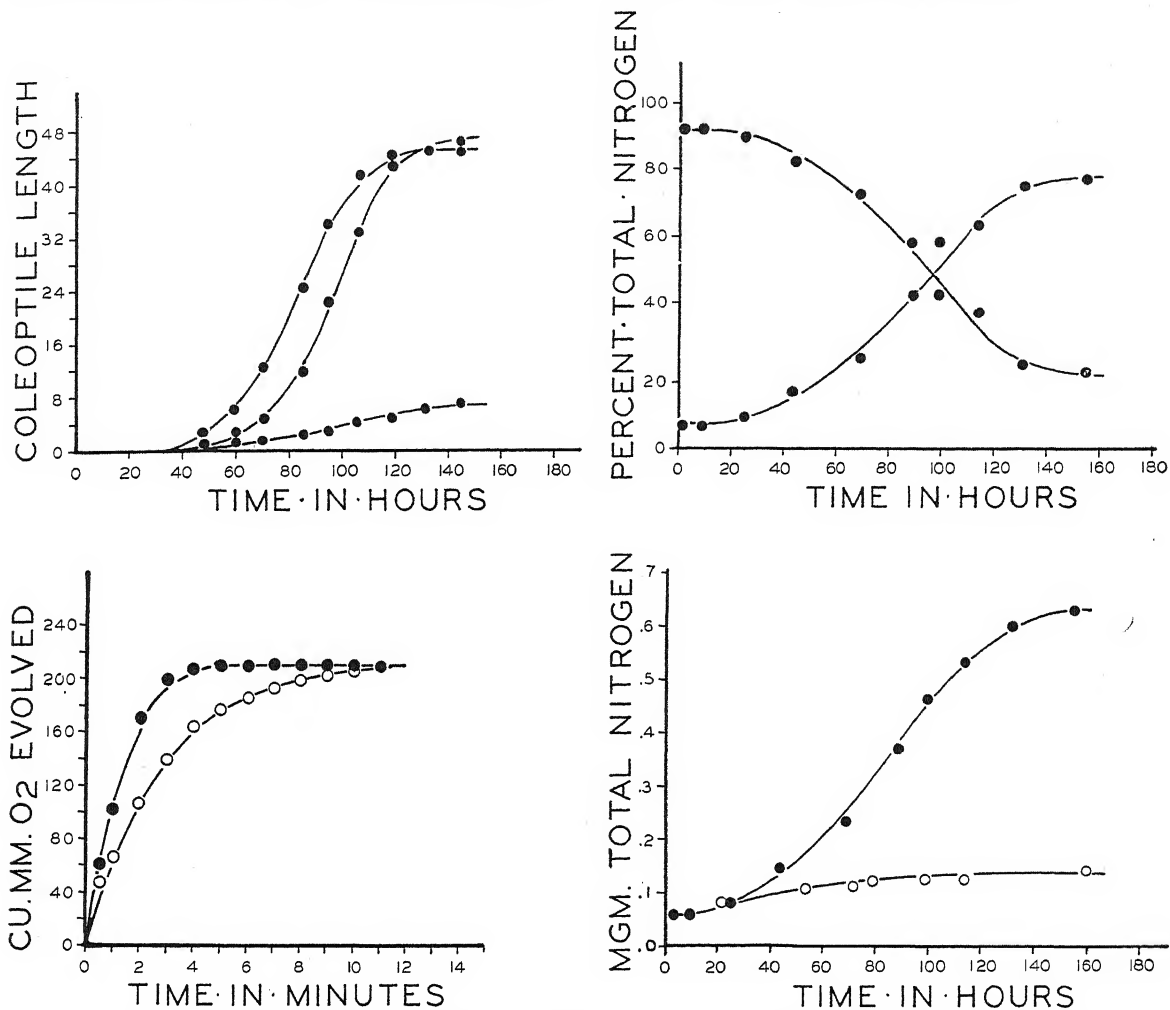 COLEOPTILE LENGTH
48
40
32
24
16
8
0
0 20 40 60 80 100 120 140 160 180
TIME·IN·HOURS
PERCENT·TOTAL·NITROGEN
100
80
60
40
20
0
0 20 40 60 80 100 120 140 160 180
TIME IN·HOURS
CU.MM. O2 EVOLVED
240
200
160
120
80
40
0
0 2 4 6 8 10 12 14
TIME·IN·MINUTES
MGM. TOTAL NITROGEN
.7
.6
.5
.4
.3
.2
.1
.0
0 20 40 60 80 100 120 140 160 180
TIME·IN·HOURS